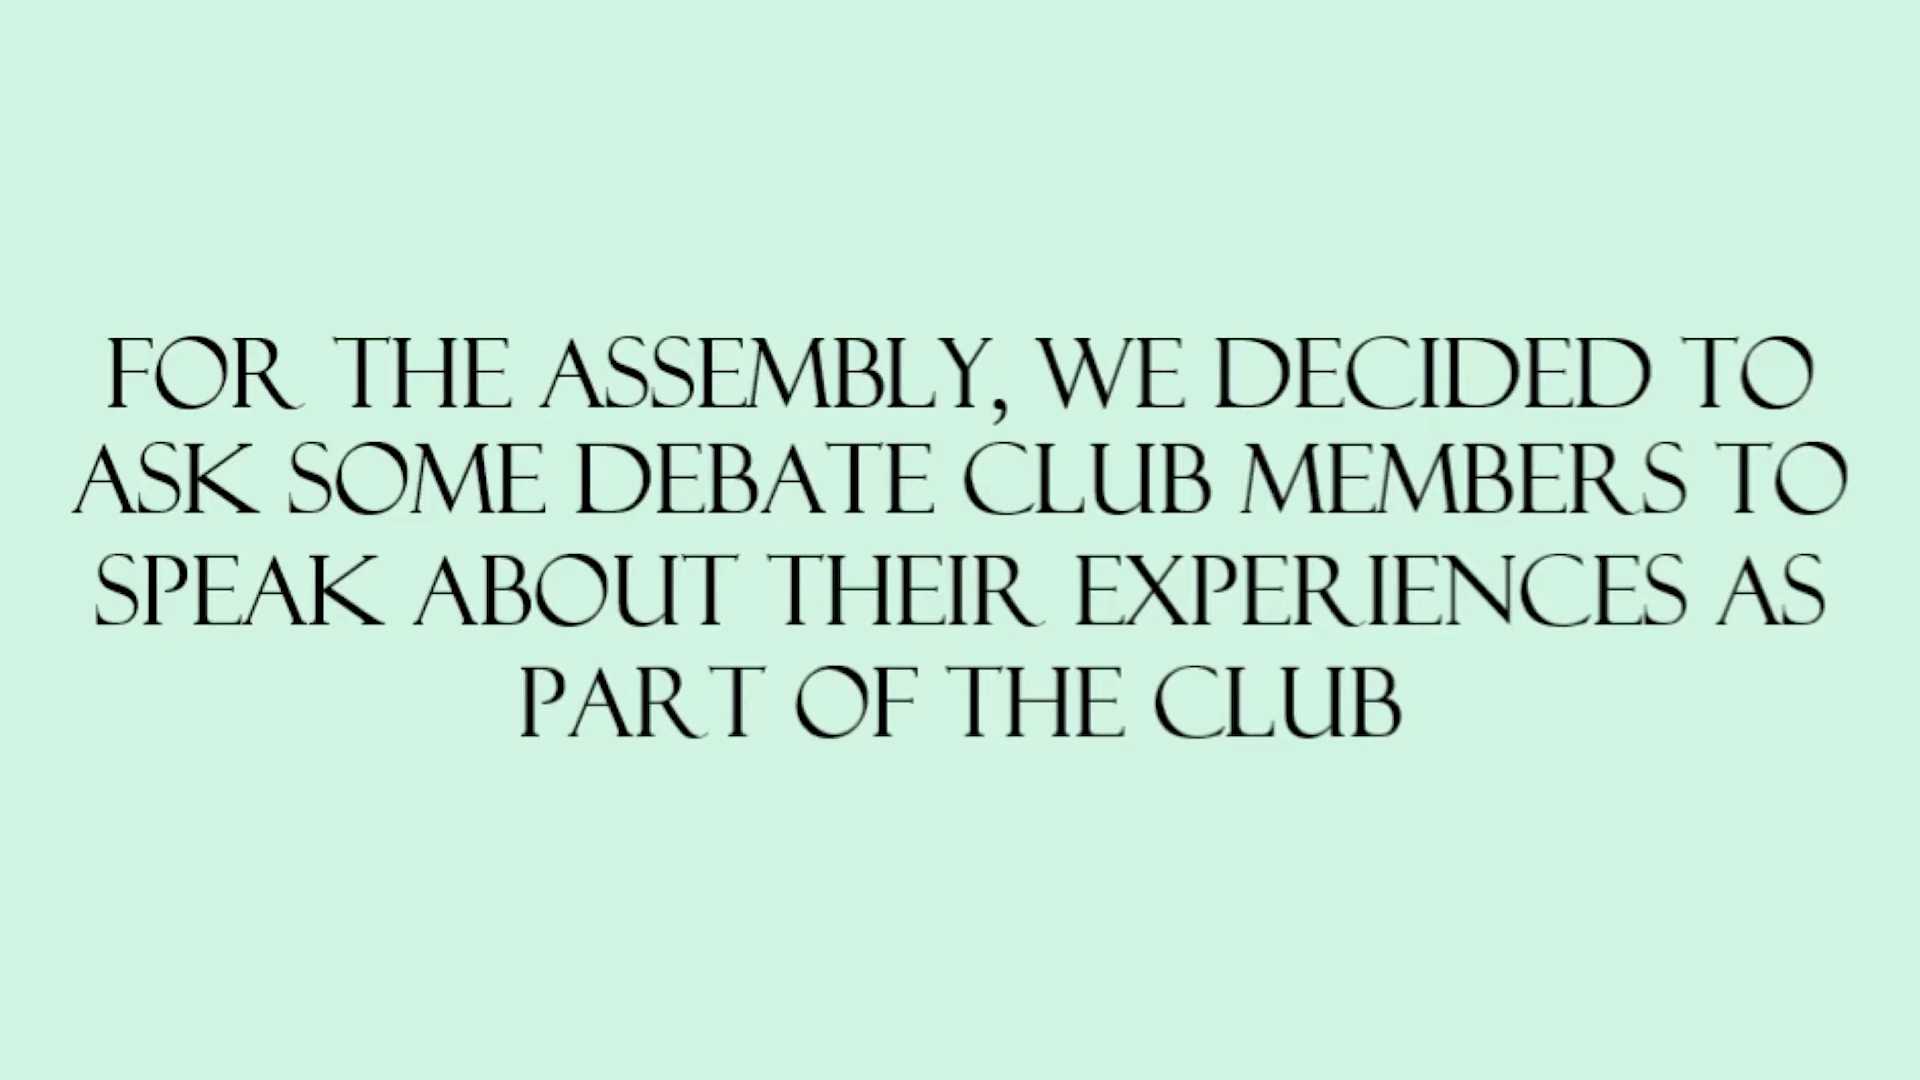 FOR THE ASSEMBLY, WE DECIDED TO
ASK SOME DEBATE CLUB MEMBERS TO
SPEAK ABOUT THEIR EXPERIENCES AS
PART OF THE CLUB